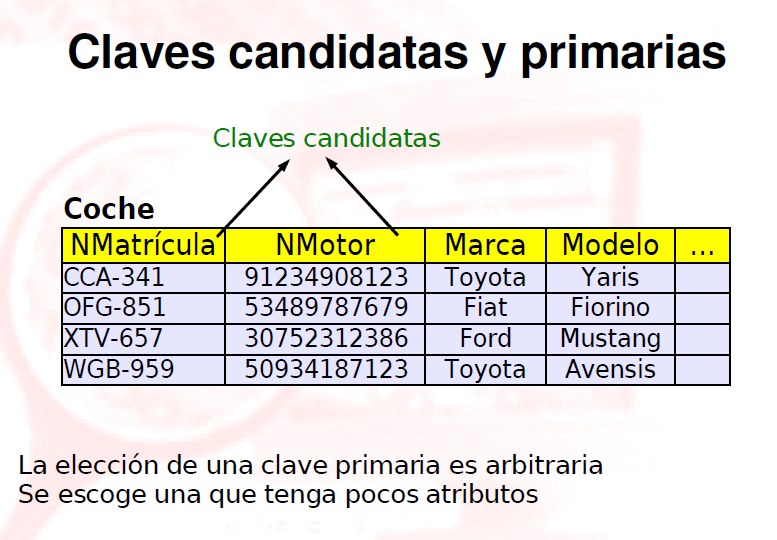 Claves candidatas y primarias
Claves candidatas
Coche
NMatrícula NMotor Marca Modelo ...
CCA-341 91234908123 Toyota Yaris
OFG-851 53489787679 Fiat Fiorino
XTV-657 30752312386 Ford Mustang
WGB-959 50934187123 Toyota Avensis
La elección de una clave primaria es arbitraria
Se escoge una que tenga pocos atributos